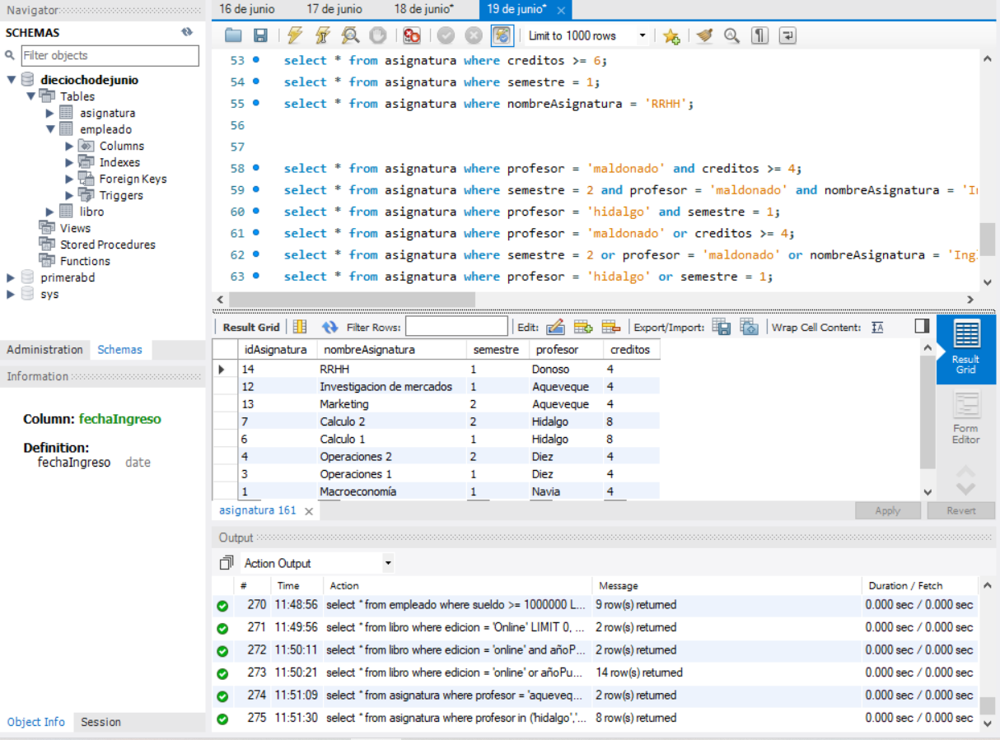 Navigator
16 de junio 17 de junio 18 de junio* 19 de junio*
SCHEMAS
Filter objects
dieciochodejunio
Tables
asignatura
empleado
Columns
Indexes
Foreign Keys
Triggers
libro
Views
Stored Procedures
Functions
primerabd
sys
Administration Schemas
Information
Column: fechaIngreso
Definition:
fechaIngreso date
Object Info Session
Limit to 1000 rows
53 select * from asignatura where creditos >= 6;
54 select * from asignatura where semestre = 1;
55 select * from asignatura where nombreAsignatura = 'RRHH';
56
57
58 select * from asignatura where profesor = 'maldonado' and creditos >= 4;
59 select * from asignatura where semestre = 2 and profesor = 'maldonado' and nombreAsignatura = 'In
60 select * from asignatura where profesor = 'hidalgo' and semestre = 1;
61 select * from asignatura where profesor = 'maldonado' or creditos >= 4;
62 select * from asignatura where semestre = 2 or profesor = 'maldonado' or nombreAsignatura = 'Ing
63 select * from asignatura where profesor = 'hidalgo' or semestre = 1;
Result Grid Filter Rows: Edit: Export/Import: Wrap Cell Content: IA
idAsignatura nombreAsignatura semestre profesor creditos
14 RRHH 1 Donoso 4
12 Investigacion de mercados 1 Aqueveque 4
13 Marketing 2 Aqueveque 4
7 Calculo 2 2 Hidalgo 8
6 Calculo 1 1 Hidalgo 8
4 Operaciones 2 2 Diez 4
3 Operaciones 1 1 Diez 4
1 Macroeconomía 1 Navia 4
Result
Grid
Form
Editor
asignatura 161 Apply Revert
Output
Action Output
# Time Action Message Duration / Fetch
270 11:48:56 select * from empleado where sueldo >= 1000000 L... 9 row(s) returned 0.000 sec / 0.000 sec
271 11:49:56 select * from libro where edicion = 'Online' LIMIT 0, ... 2 row(s) returned 0.000 sec / 0.000 sec
272 11:50:11 select * from libro where edicion = 'online' and añoP... 2 row(s) returned 0.000 sec / 0.000 sec
273 11:50:21 select * from libro where edicion = 'online' or añoPu... 14 row(s) returned 0.000 sec / 0.000 sec
274 11:51:09 select * from asignatura where profesor = 'aqueveq... 2 row(s) returned 0.000 sec / 0.000 sec
275 11:51:30 select * from asignatura where profesor in ('hidalgo','... 8 row(s) returned 0.000 sec / 0.000 sec